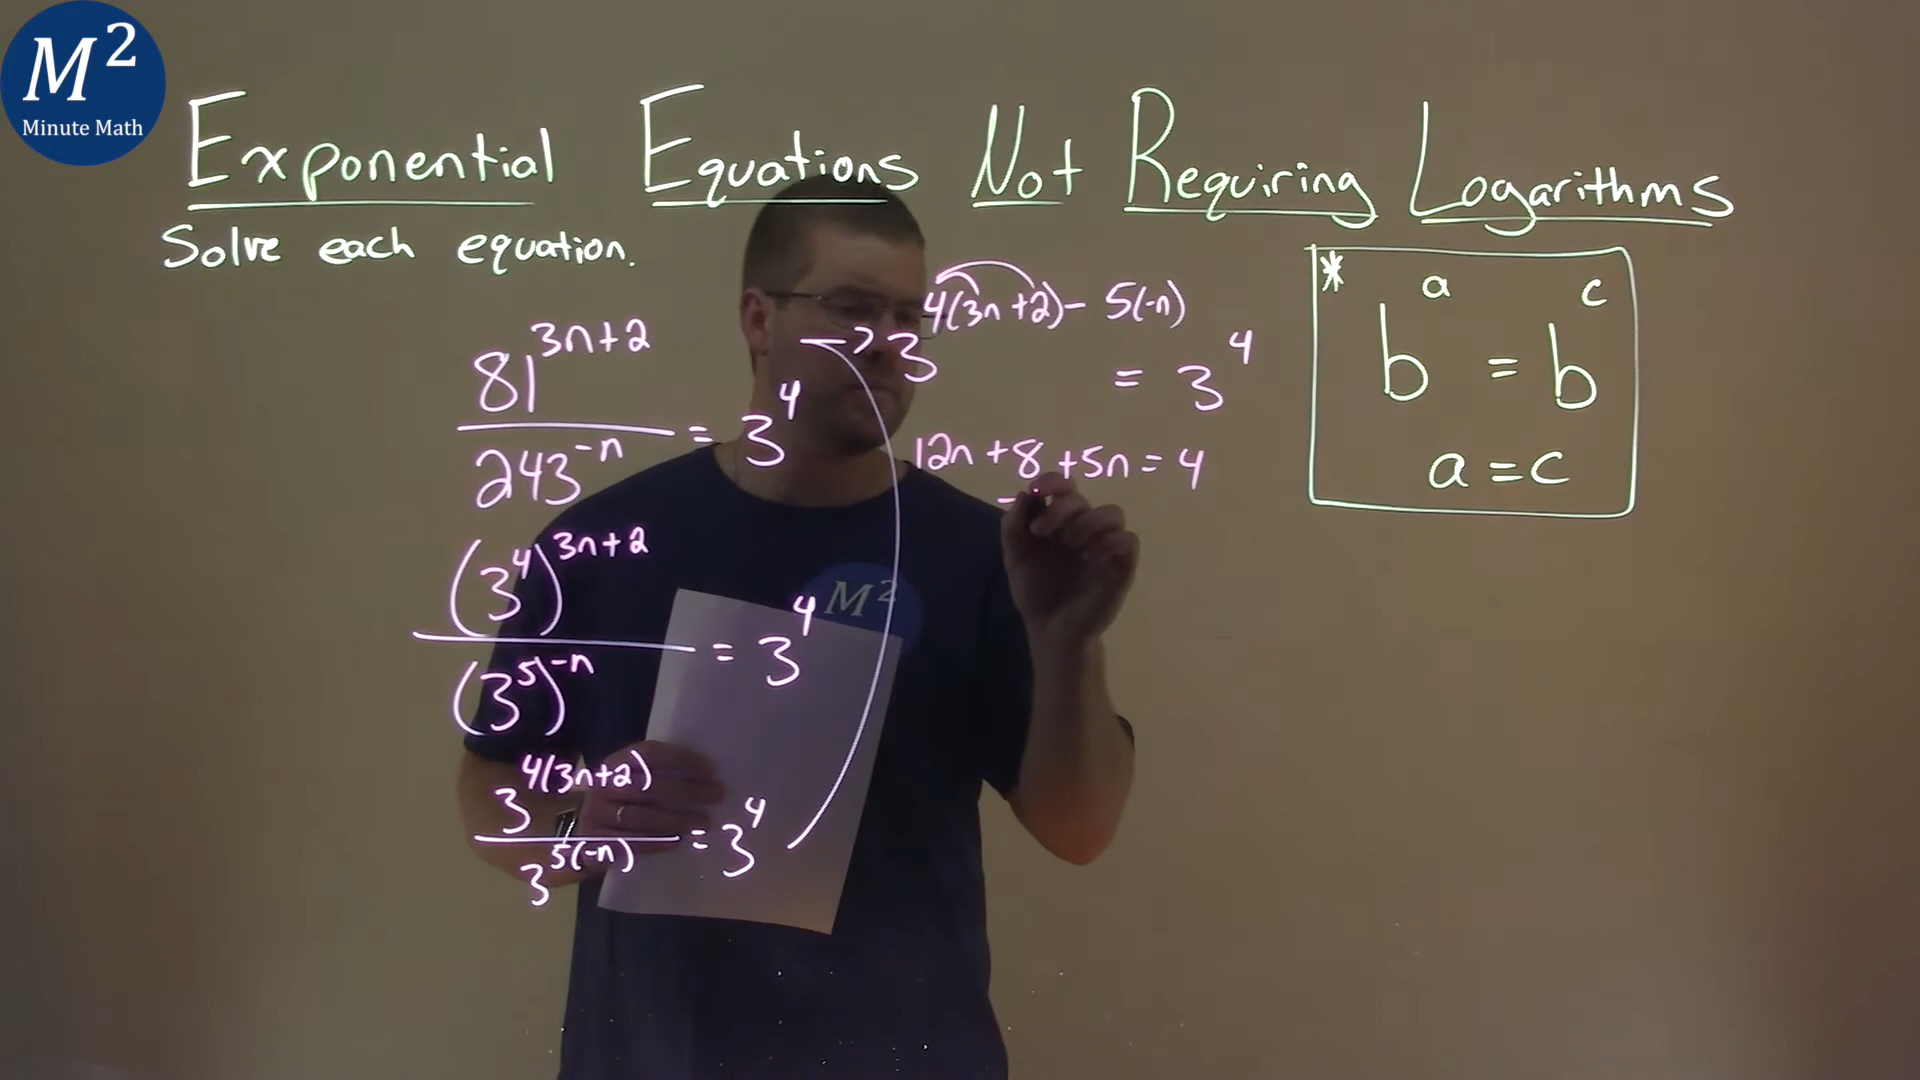 M²
Minute Math
Exponential Equations Not Requiring Logarithms
Solve each equation.
81^(3n+2)
―――― = 3^4
243^(-n)
(3^4)^(3n+2)
―――― = 3^4
(3^5)^(-n)
3^(4(3n+2))
―――― = 3^4
3^(5(-n))
→ 3^(4(3n+2) - 5(-n))
= 3^4
12n + 8 + 5n = 4
-
* b^a = b^c
a = c
M²